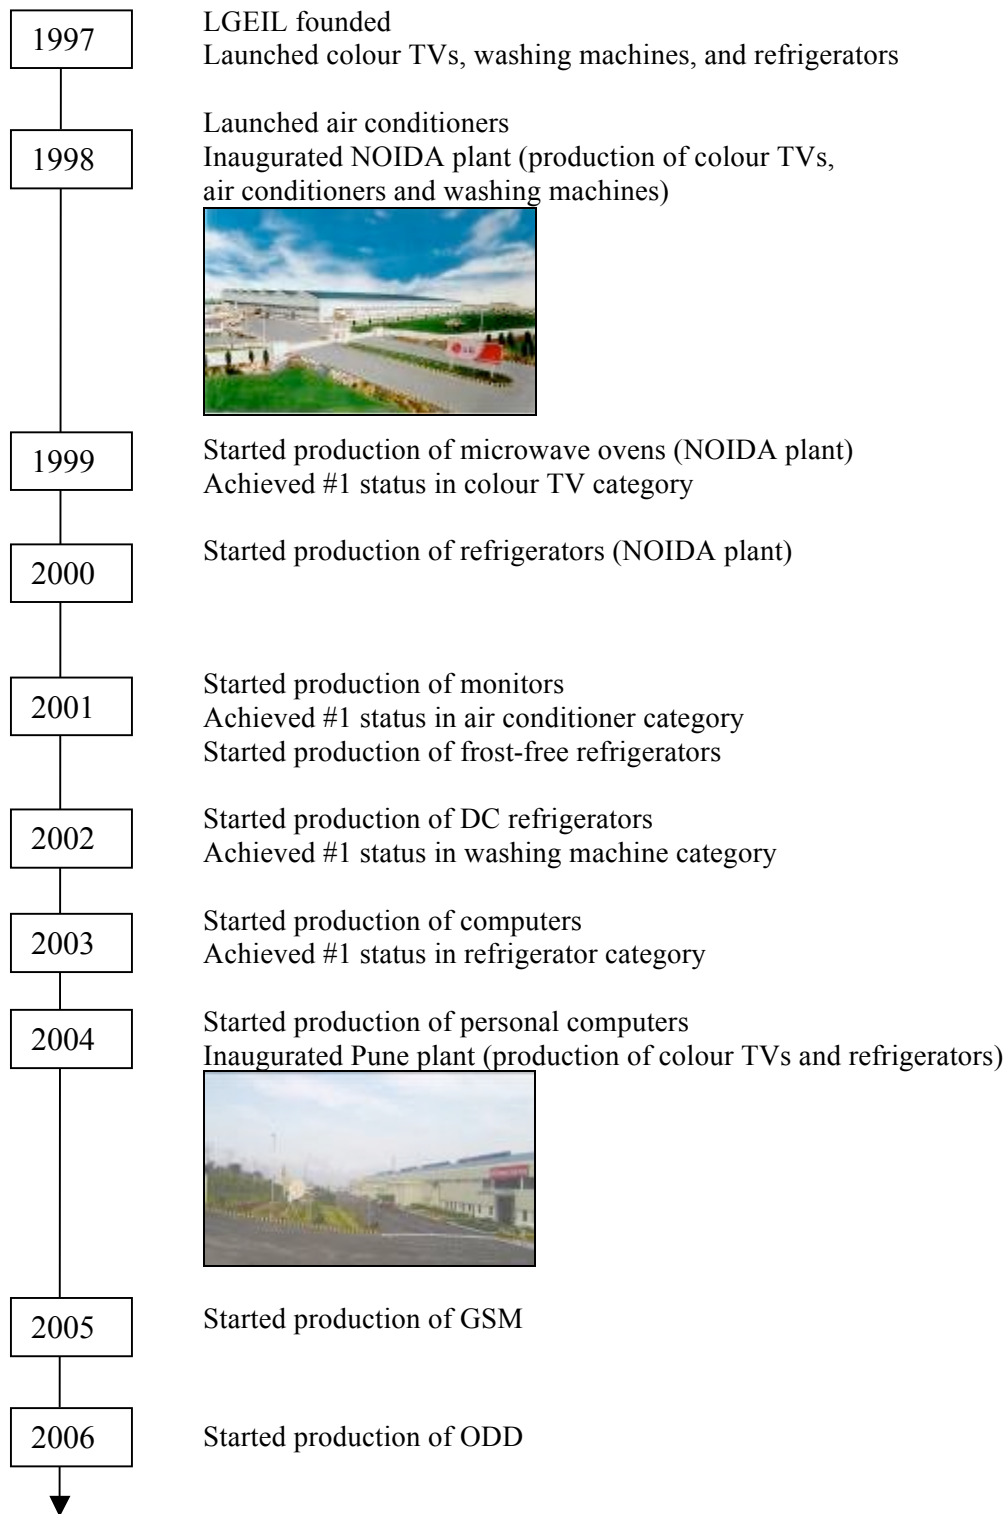 1997
LGEIL founded
Launched colour TVs, washing machines, and refrigerators
1998
Launched air conditioners
Inaugurated NOIDA plant (production of colour TVs,
air conditioners and washing machines)
LG
1999
Started production of microwave ovens (NOIDA plant)
Achieved #1 status in colour TV category
2000
Started production of refrigerators (NOIDA plant)
2001
Started production of monitors
Achieved #1 status in air conditioner category
Started production of frost-free refrigerators
2002
Started production of DC refrigerators
Achieved #1 status in washing machine category
2003
Started production of computers
Achieved #1 status in refrigerator category
2004
Started production of personal computers
Inaugurated Pune plant (production of colour TVs and refrigerators)
2005
Started production of GSM
2006
Started production of ODD